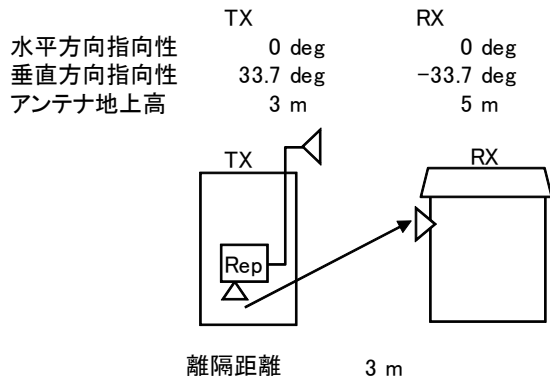 TX RX
水平方向指向性 0 deg 0 deg
垂直方向指向性 33.7 deg -33.7 deg
アンテナ地上高 3 m 5 m
TX
RX
Rep
離隔距離 3 m